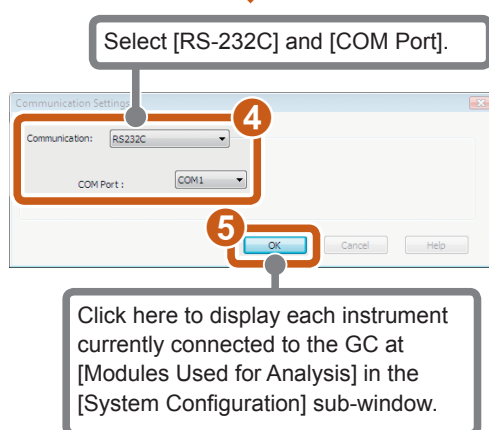 Select [RS-232C] and [COM Port].
Communication Settings
4
Communication: RS232C
COM Port : COM1
5
OK Cancel Help
Click here to display each instrument
currently connected to the GC at
[Modules Used for Analysis] in the
[System Configuration] sub-window.